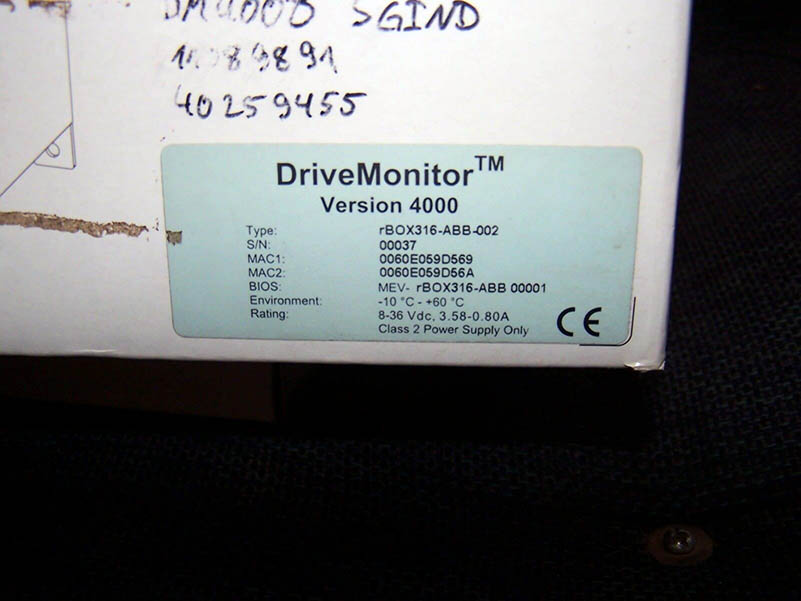 DM4000 SGIND
11089891
40259455
DriveMonitor™
Version 4000
Type: rBOX316-ABB-002
S/N: 00037
MAC1: 0060E059D569
MAC2: 0060E059D56A
BIOS: MEV- rBOX316-ABB 00001
Environment: -10 °C - +60 °C
Rating: 8-36 Vdc, 3.58-0.80A
Class 2 Power Supply Only
CE